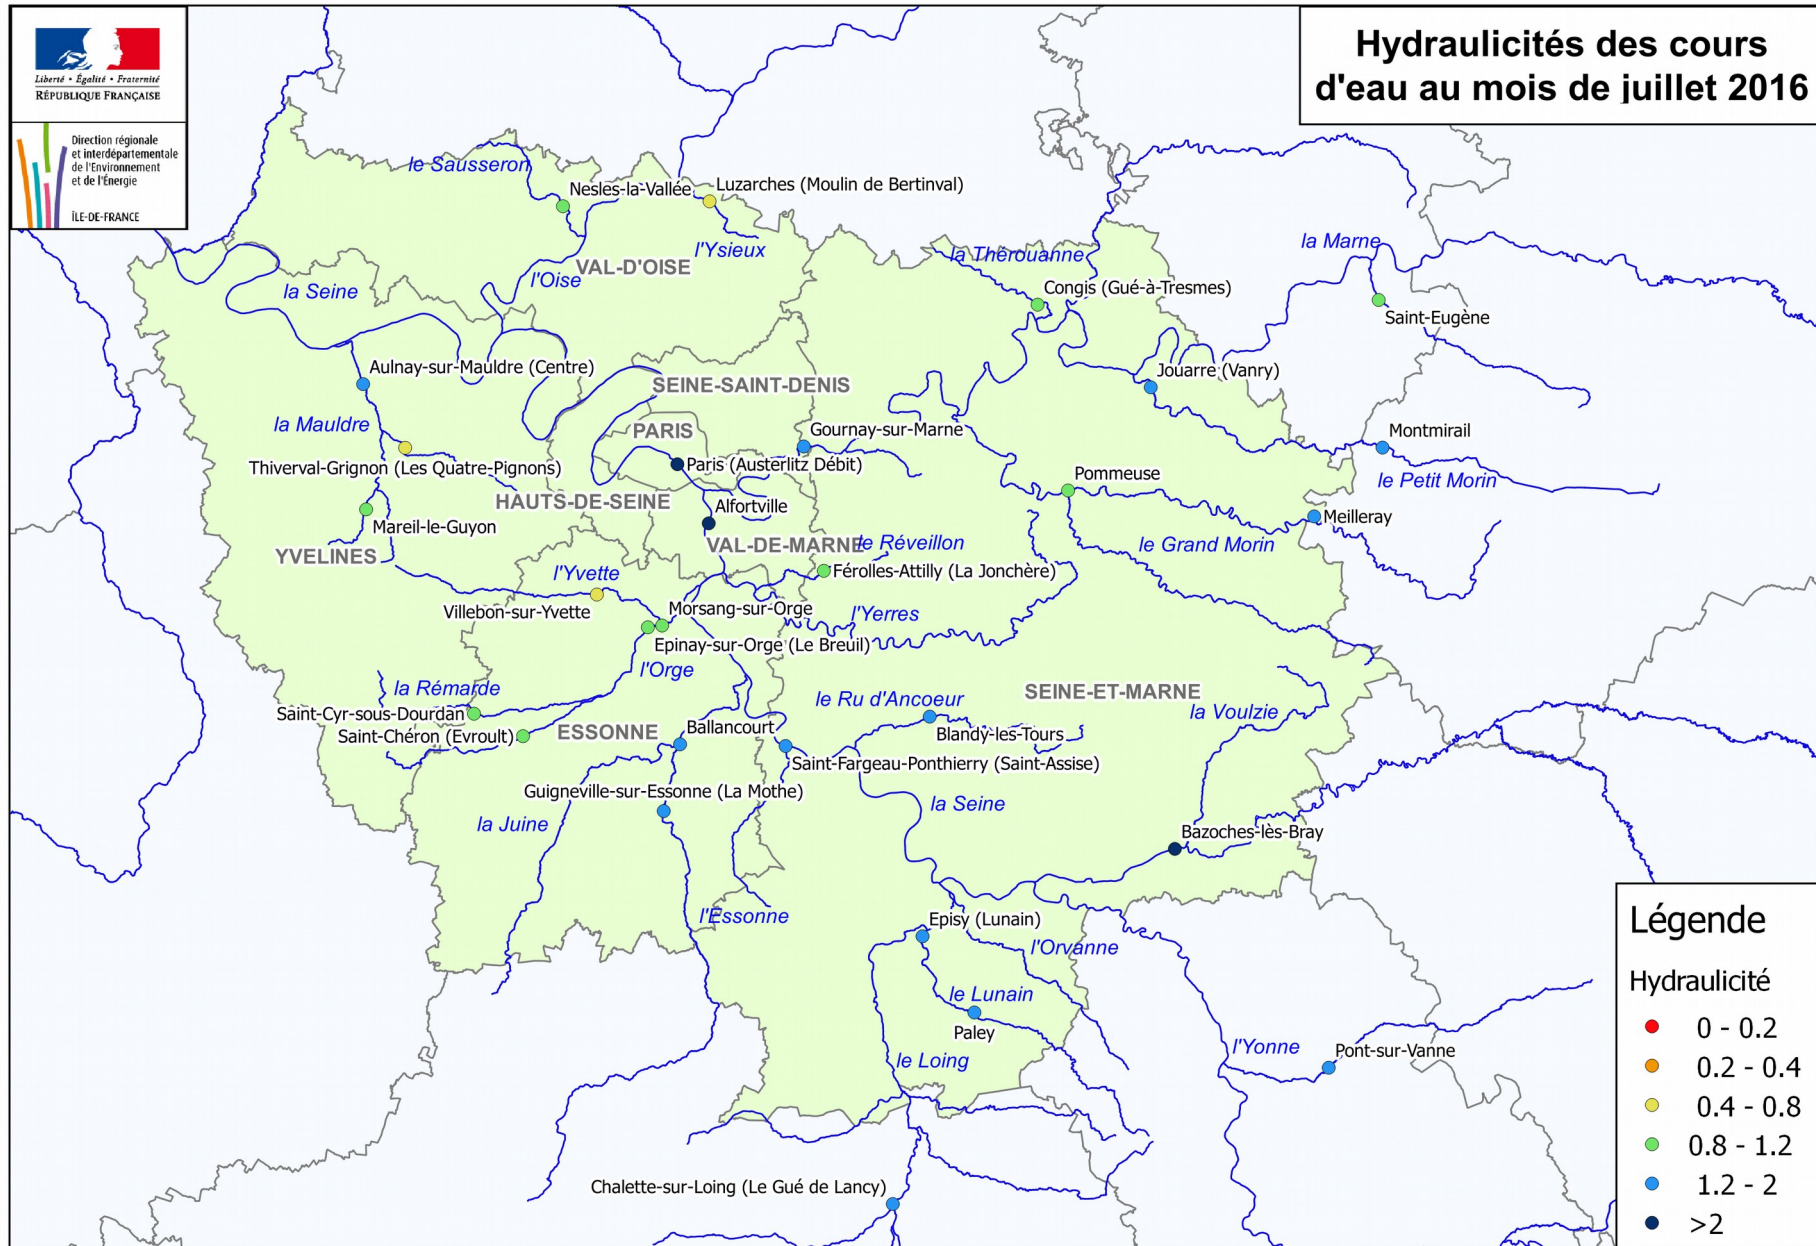 Liberté • Égalité • Fraternité
RÉPUBLIQUE FRANÇAISE
Direction régionale
et interdépartementale
de l'Environnement
et de l'Énergie
ÎLE-DE-FRANCE
Hydraulicités des cours
d'eau au mois de juillet 2016
le Sausseron
Nesles-la-Vallée
Luzarches (Moulin de Bertinval)
l'Ysieux
VAL-D'OISE
l'Oise
la Seine
la Thérouanne
Congis (Gué-à-Tresmes)
la Marne
Saint-Eugène
Aulnay-sur-Mauldre (Centre)
SEINE-SAINT-DENIS
Jouarre (Vanry)
la Mauldre
PARIS
Gournay-sur-Marne
Montmirail
Thiverval-Grignon (Les Quatre-Pignons)
Paris (Austerlitz Débit)
Pommeuse
le Petit Morin
HAUTS-DE-SEINE
Alfortville
Mareil-le-Guyon
Meilleray
YVELINES
VAL-DE-MARNE
le Réveillon
le Grand Morin
l'Yvette
Férolles-Attilly (La Jonchère)
Villebon-sur-Yvette
Morsang-sur-Orge
l'Yerres
Epinay-sur-Orge (Le Breuil)
l'Orge
la Rémarde
le Ru d'Ancoeur
SEINE-ET-MARNE
la Voulzie
Saint-Cyr-sous-Dourdan
Saint-Chéron (Evroult)
ESSONNE
Ballancourt
Blandy-les-Tours
Saint-Fargeau-Ponthierry (Saint-Assise)
Guigneville-sur-Essonne (La Mothe)
la Seine
la Juine
Bazoches-lès-Bray
l'Essonne
Episy (Lunain)
l'Orvanne
le Lunain
Paley
le Loing
l'Yonne
Pont-sur-Vanne
Chalette-sur-Loing (Le Gué de Lancy)
Légende
Hydraulicité
0 - 0.2
0.2 - 0.4
0.4 - 0.8
0.8 - 1.2
1.2 - 2
>2